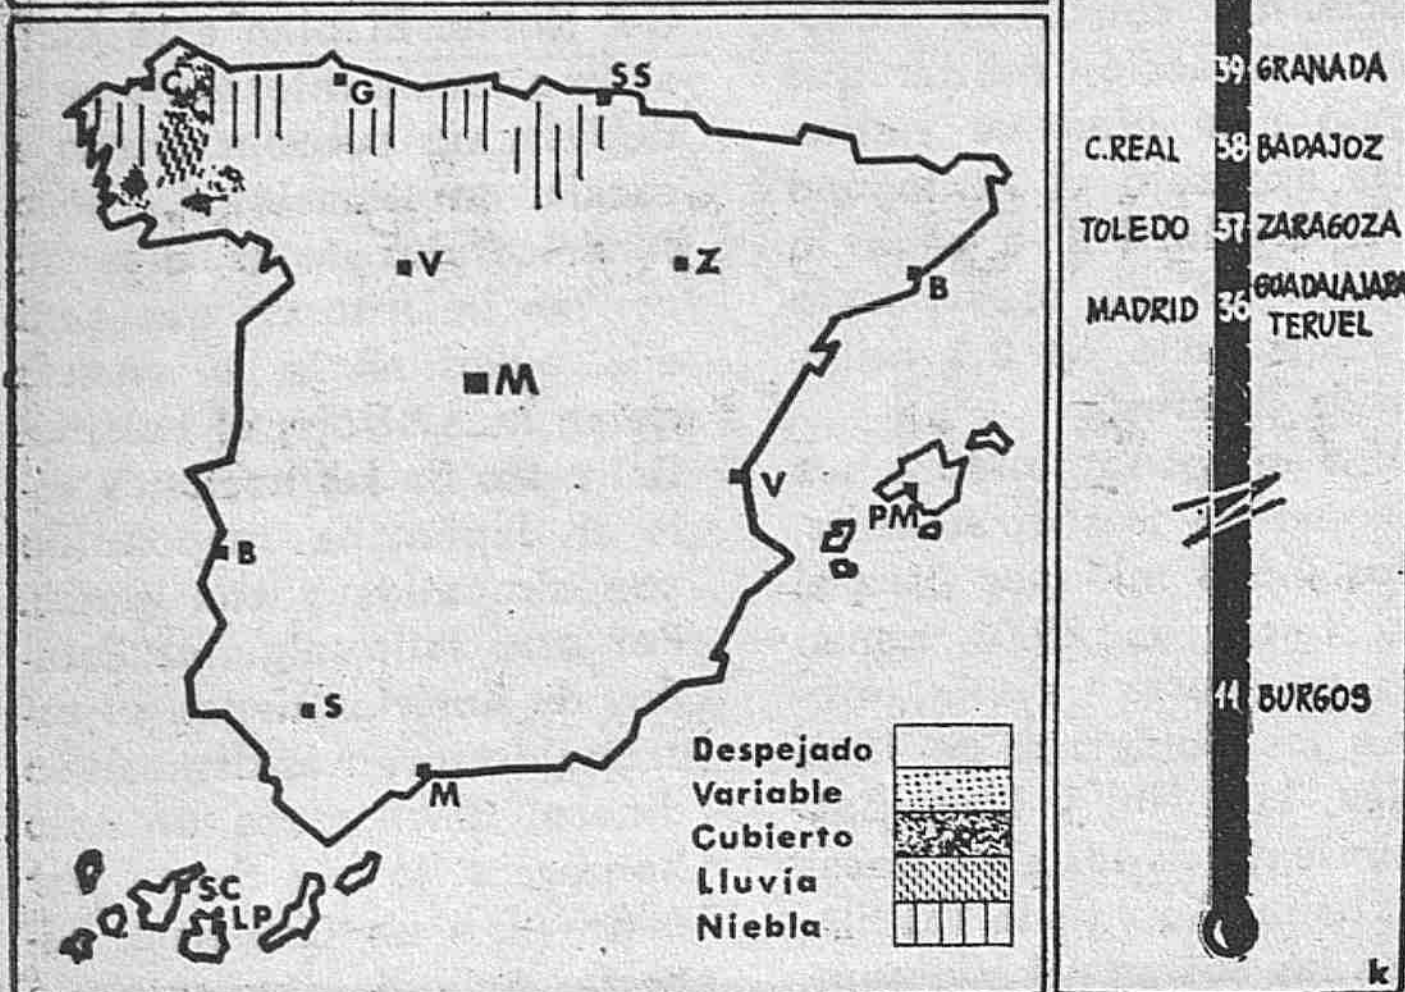 C
G
SS
V
Z
B
M
V
PM
B
S
M
SC
LP
Despejado
Variable
Cubierto
Lluvía
Niebla
39 GRANADA
C.REAL 38 BADAJOZ
TOLEDO 37 ZARAGOZA
MADRID 36 GUADALAJARA
TERUEL
11 BURGOS
k